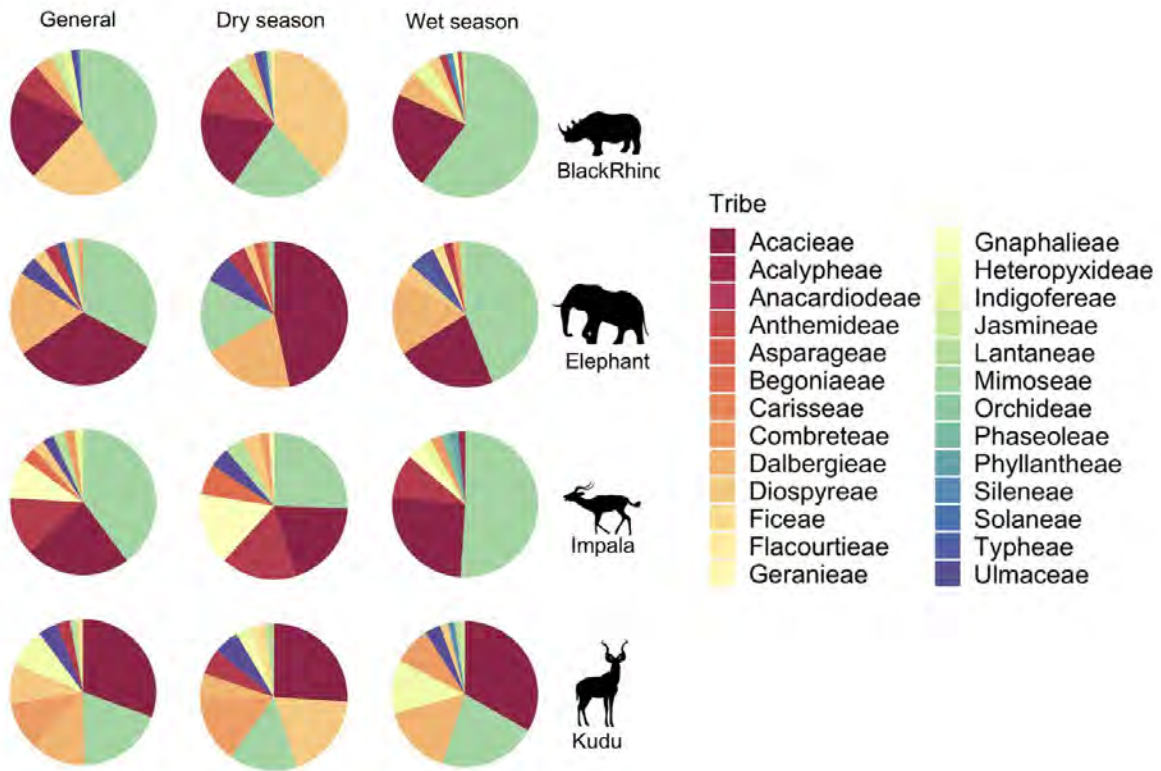 General
Dry season
Wet season
BlackRhino
Elephant
Impala
Kudu
Tribe
Acacieae
Acalypheae
Anacardiodeae
Anthemideae
Asparageae
Begoniaeae
Carisseae
Combreteae
Dalbergieae
Diospyreae
Ficeae
Flacourtieae
Geranieae
Gnaphalieae
Heteropyxideae
Indigofereae
Jasmineae
Lantaneae
Mimoseae
Orchideae
Phaseoleae
Phyllantheae
Sileneae
Solaneae
Typheae
Ulmaceae